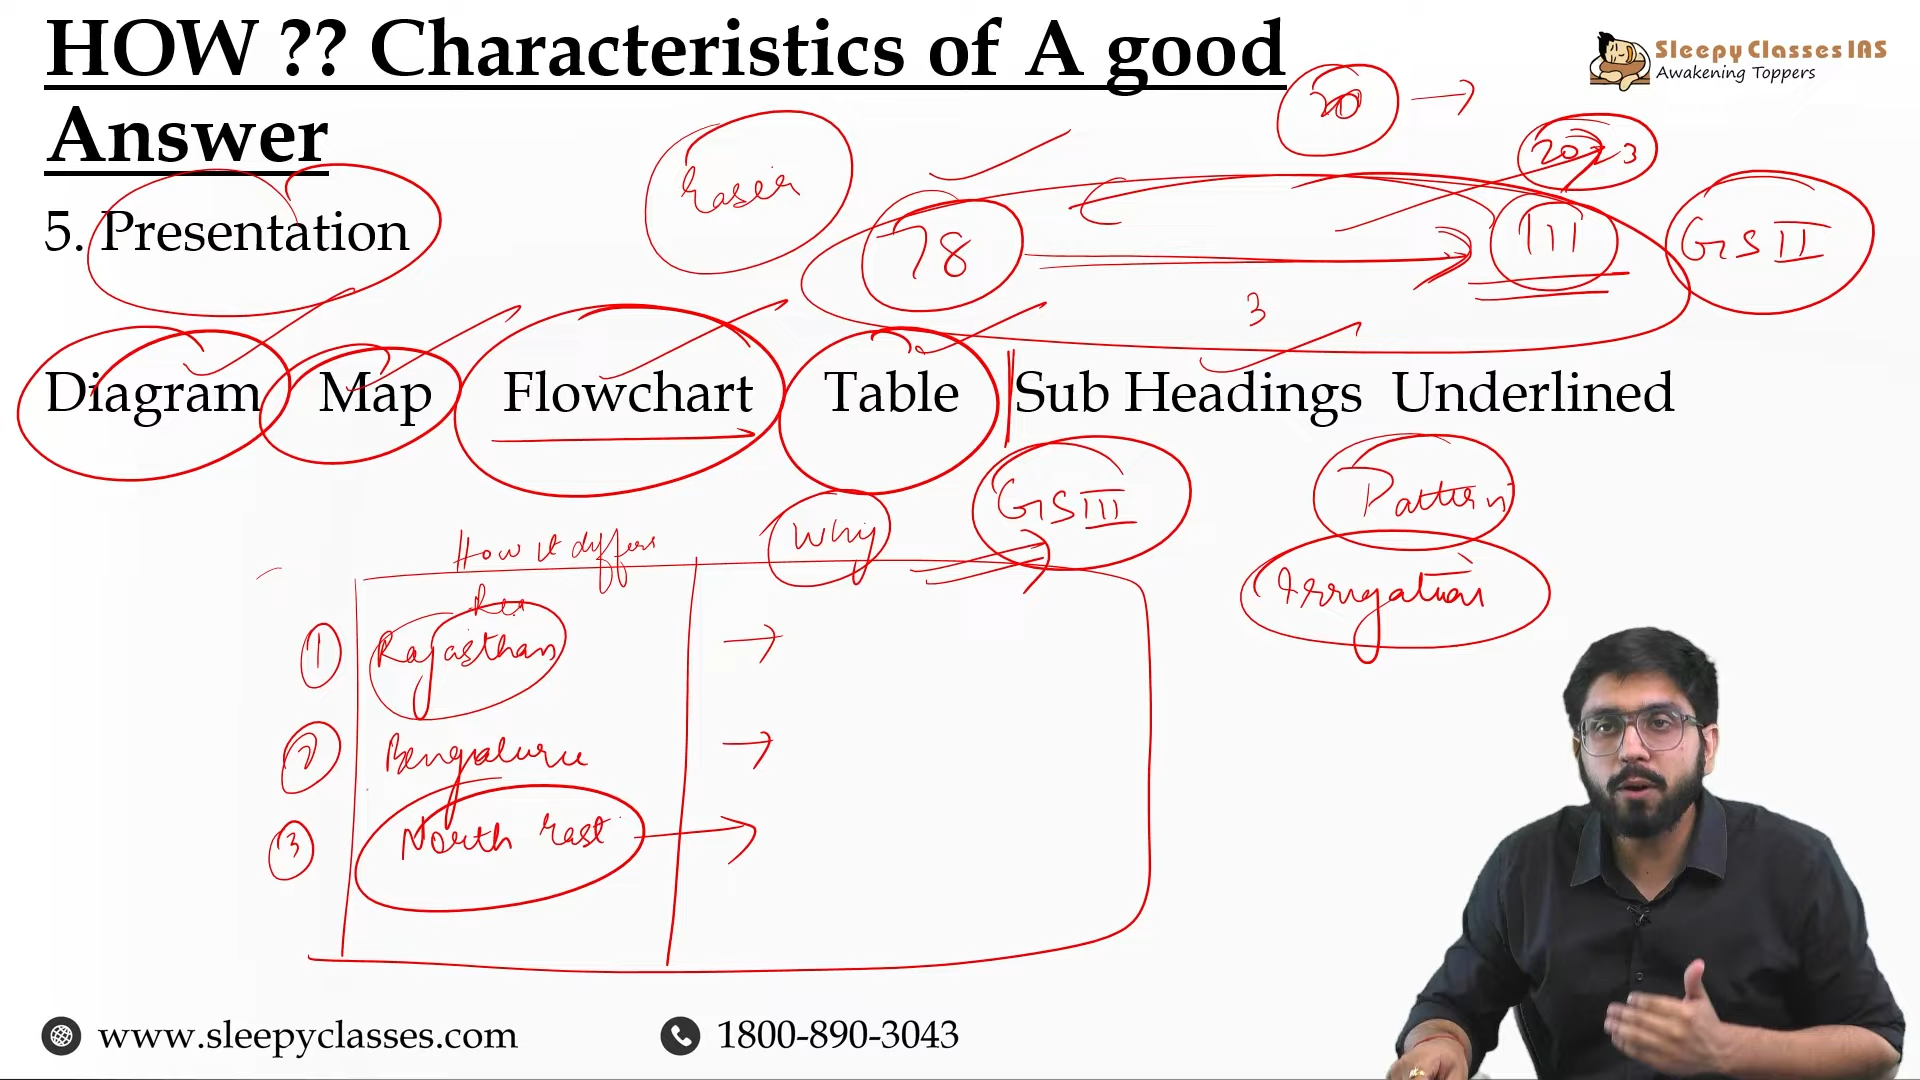 HOW ?? Characteristics of A good
Answer
Sleepy Classes IAS
Awakening Toppers
20
2023
78
III
GS II
5. Presentation
3
Diagram Map Flowchart Table Sub Headings Underlined
GS III
Pattern
Why
How it differs
Irrigation
1 Rajasthan
2 Bengaluru
3 North East
www.sleepyclasses.com 1800-890-3043